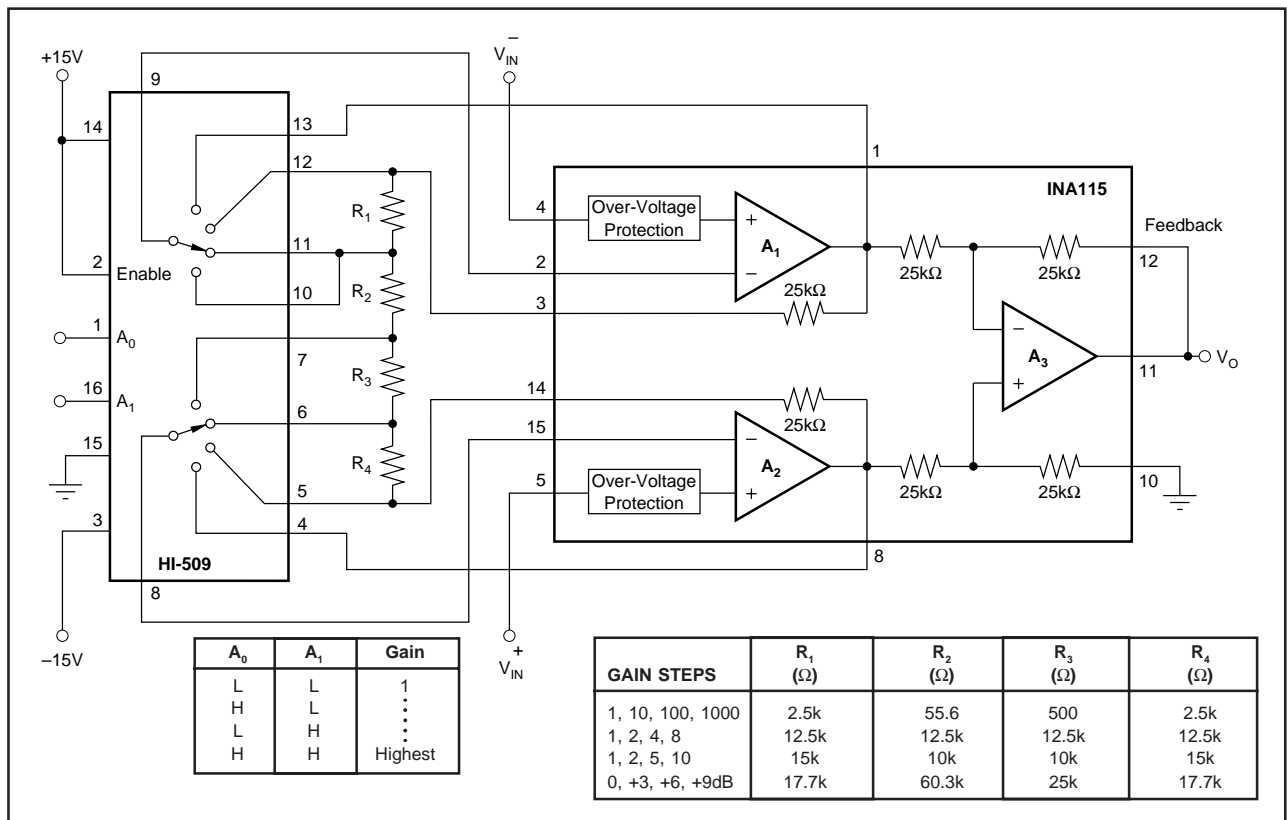 +15V
9
14
13
12
11
10
2
Enable
1
A0
7
16
A1
6
15
5
3
4
HI-509
8
–15V
R1
R2
R3
R4
V–IN
1
INA115
4
Over-Voltage
Protection
+
A1
–
2
3
25kΩ
25kΩ
25kΩ
Feedback
12
–
A3
+
11
VO
14
25kΩ
15
–
A2
+
5
Over-Voltage
Protection
25kΩ
25kΩ
10
8
V+IN
A0 A1 Gain
L L 1
H L
L H
H H Highest
GAIN STEPS R1 (Ω) R2 (Ω) R3 (Ω) R4 (Ω)
1, 10, 100, 1000 2.5k 55.6 500 2.5k
1, 2, 4, 8 12.5k 12.5k 12.5k 12.5k
1, 2, 5, 10 15k 10k 10k 15k
0, +3, +6, +9dB 17.7k 60.3k 25k 17.7k